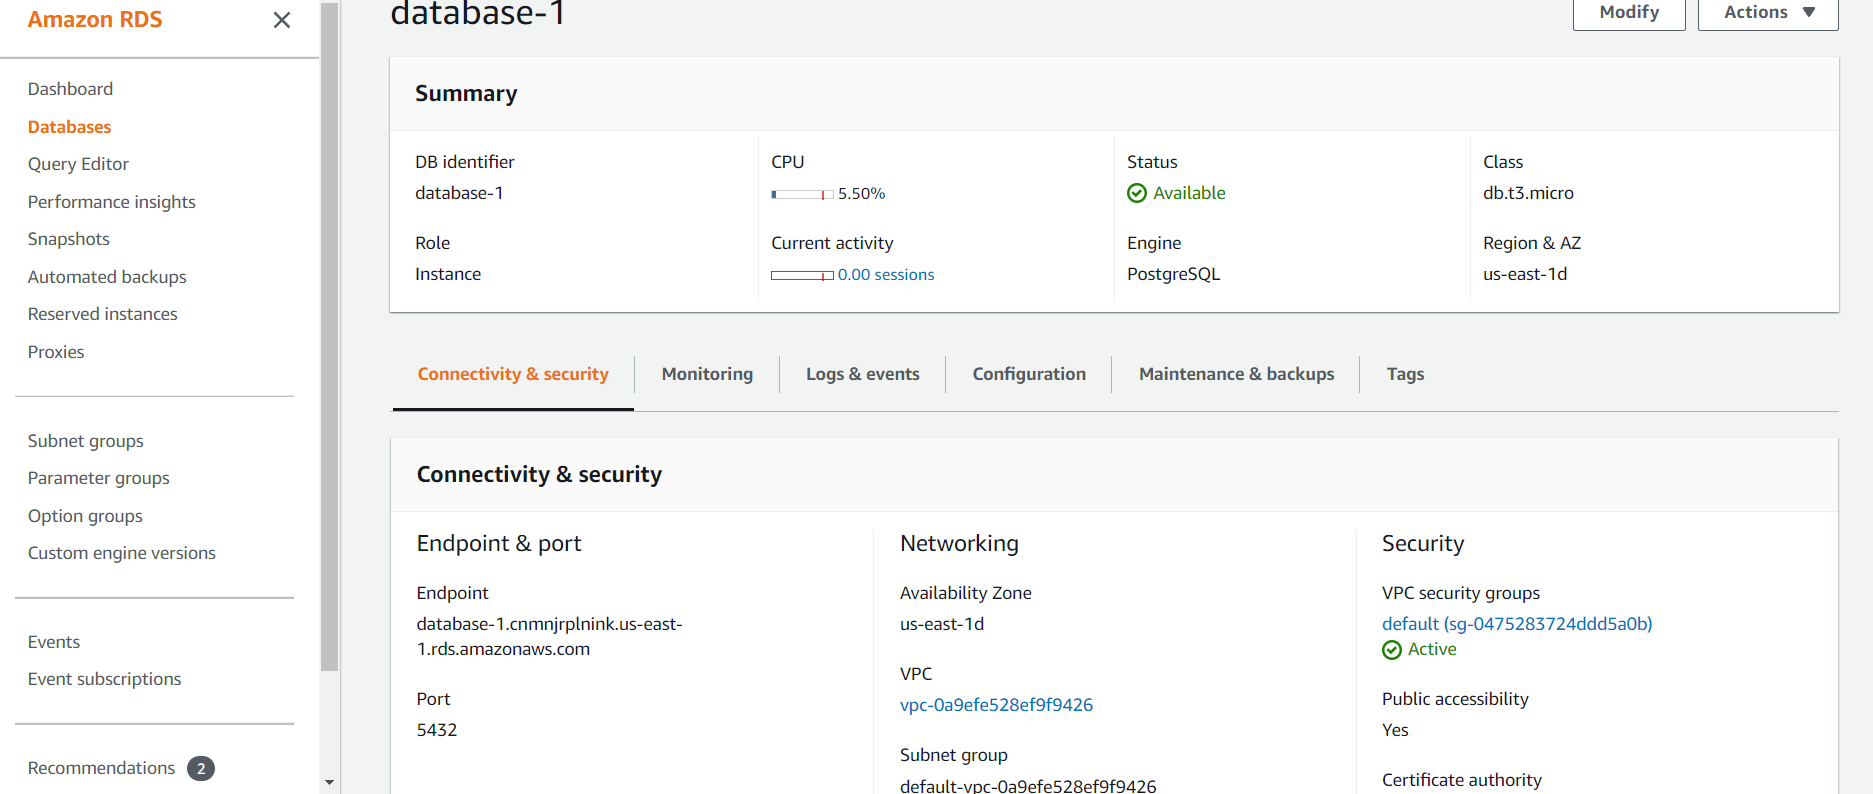 Amazon RDS
Dashboard
Databases
Query Editor
Performance insights
Snapshots
Automated backups
Reserved instances
Proxies
Subnet groups
Parameter groups
Option groups
Custom engine versions
Events
Event subscriptions
Recommendations 2
database-1
Modify
Actions
Summary
DB identifier
database-1
CPU
5.50%
Status
Available
Class
db.t3.micro
Role
Instance
Current activity
0.00 sessions
Engine
PostgreSQL
Region & AZ
us-east-1d
Connectivity & security
Monitoring
Logs & events
Configuration
Maintenance & backups
Tags
Connectivity & security
Endpoint & port
Endpoint
database-1.cnmnjrplnink.us-east-
1.rds.amazonaws.com
Port
5432
Networking
Availability Zone
us-east-1d
VPC
vpc-0a9efe528ef9f9426
Subnet group
default-vpc-0a9efe528ef9f9426
Security
VPC security groups
default (sg-0475283724ddd5a0b)
Active
Public accessibility
Yes
Certificate authority